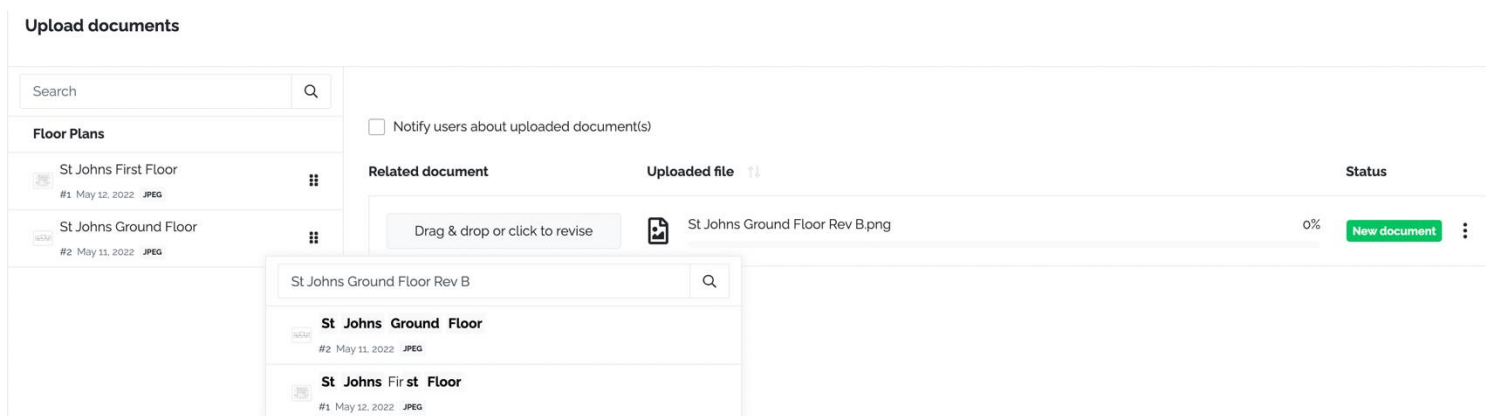 Upload documents
Search
Floor Plans
St Johns First Floor
#1 May 12, 2022 JPEG
St Johns Ground Floor
#2 May 11, 2022 JPEG
Notify users about uploaded document(s)
Related document Uploaded file Status
Drag & drop or click to revise St Johns Ground Floor Rev B.png 0% New document
St Johns Ground Floor Rev B
St Johns Ground Floor
#2 May 11, 2022 JPEG
St Johns First Floor
#1 May 12, 2022 JPEG